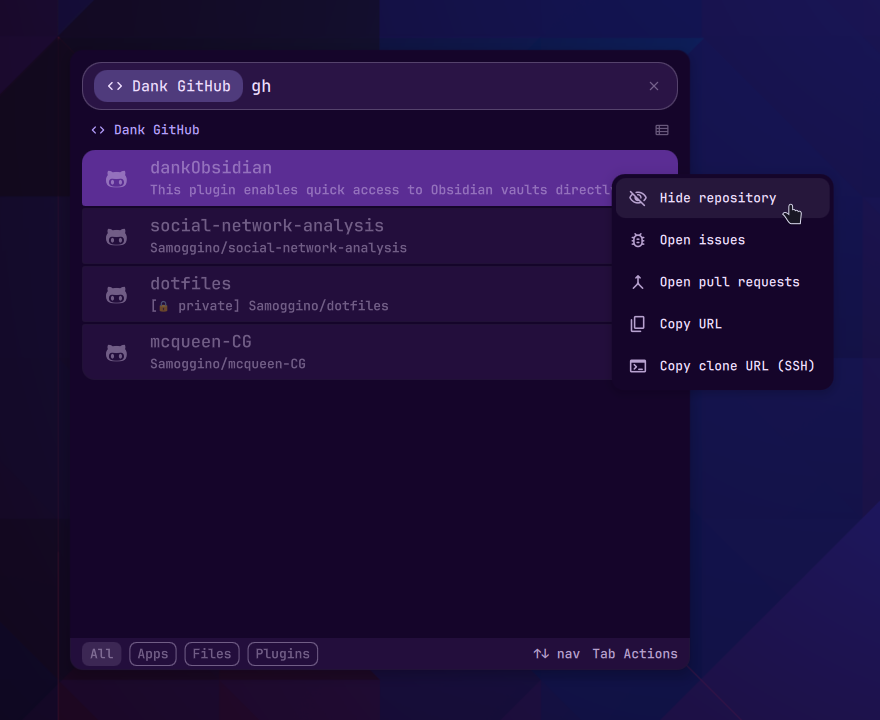 Dank GitHub gh
Dank GitHub
dankObsidian
This plugin enables quick access to Obsidian vaults directl
social-network-analysis
Samoggino/social-network-analysis
dotfiles
[🔒 private] Samoggino/dotfiles
mcqueen-CG
Samoggino/mcqueen-CG
Hide repository
Open issues
Open pull requests
Copy URL
Copy clone URL (SSH)
All Apps Files Plugins ↑↓ nav Tab Actions